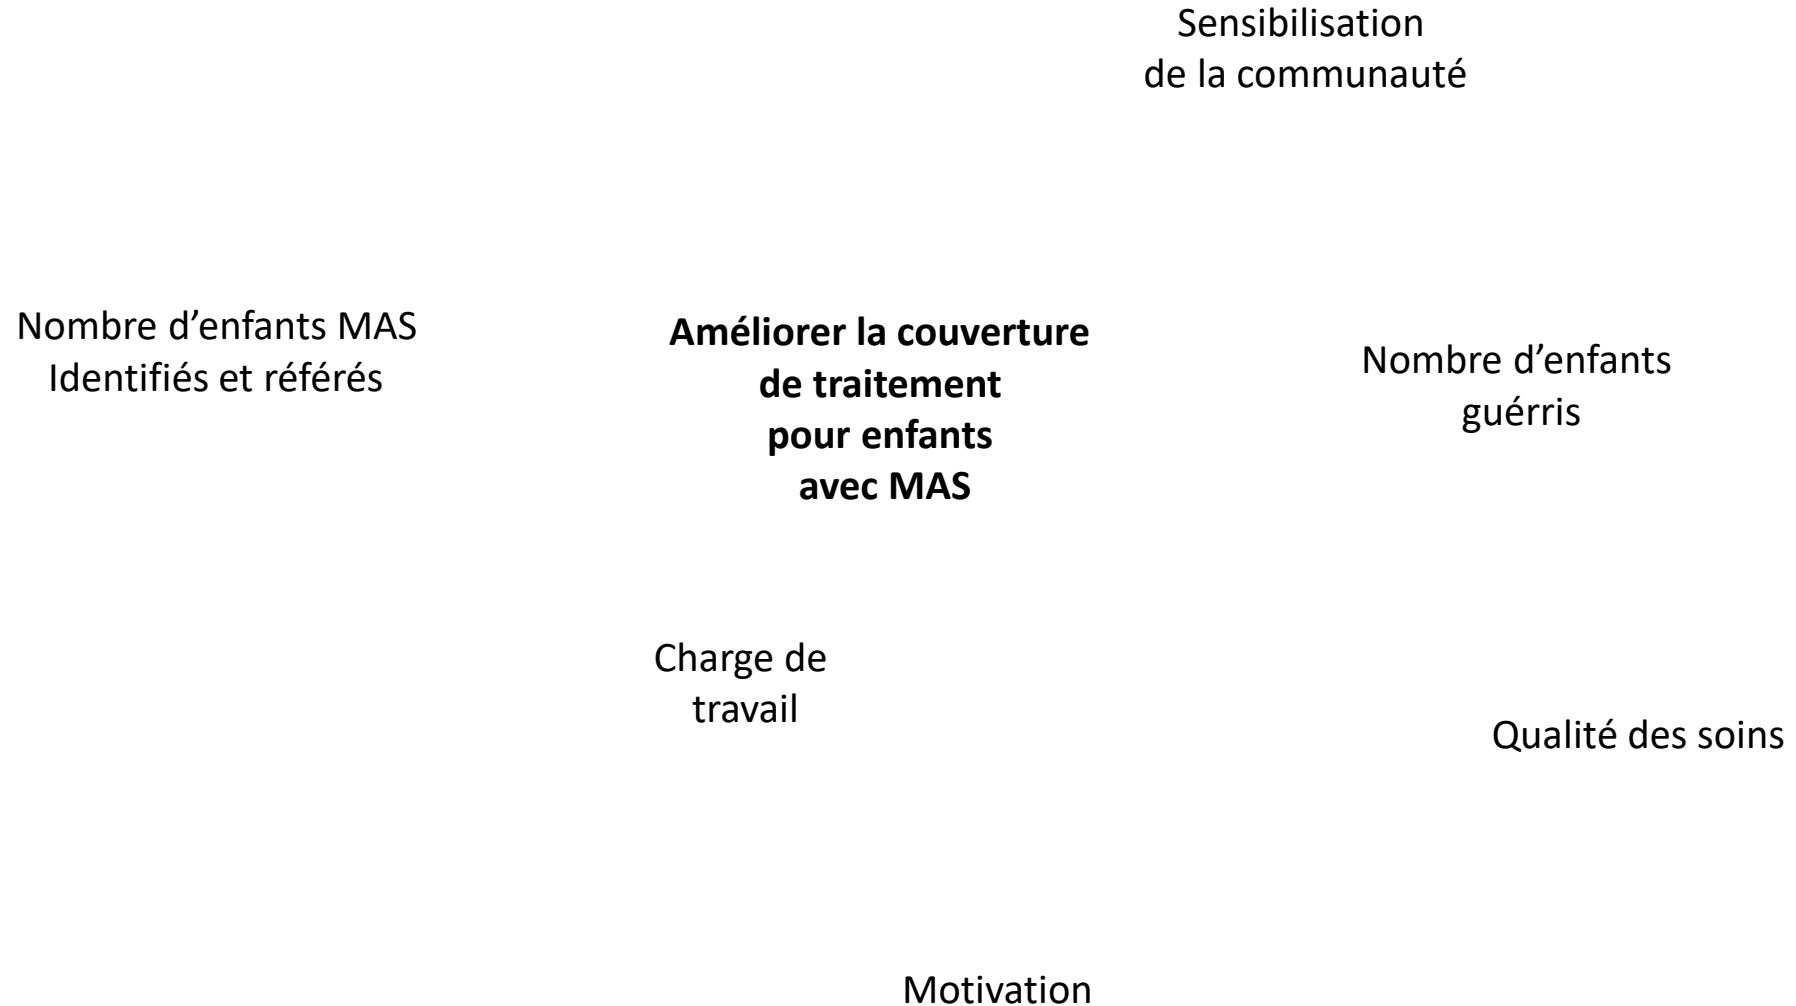 Sensibilisation
de la communauté
Nombre d’enfants MAS
Identifiés et référés
Améliorer la couverture
de traitement
pour enfants
avec MAS
Nombre d’enfants
guérris
Charge de
travail
Qualité des soins
Motivation